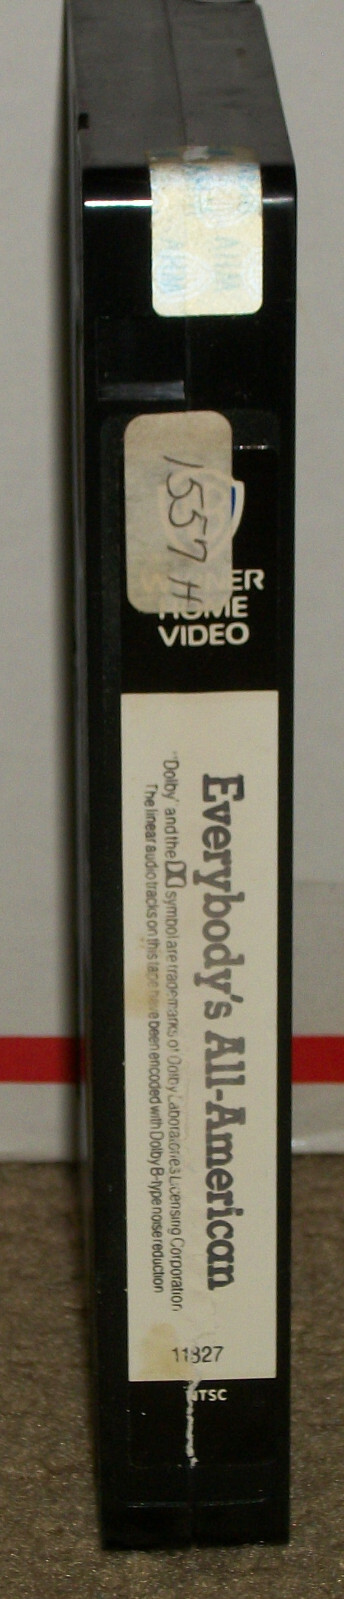 1557 H
WARNER
HOME
VIDEO
Everybody's All-American
"Dolby" and the symbol are trademarks of Dolby Laboratories Licensing Corporation
The linear audio tracks on this tape have been encoded with Dolby B-type noise reduction
11827
NTSC